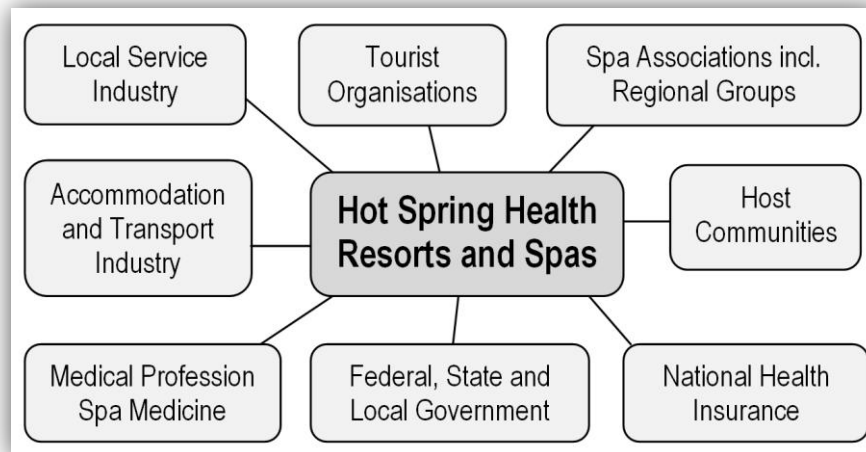 Local Service
Industry
Tourist
Organisations
Spa Associations incl.
Regional Groups
Accommodation
and Transport
Industry
Hot Spring Health
Resorts and Spas
Host
Communities
Medical Profession
Spa Medicine
Federal, State and
Local Government
National Health
Insurance